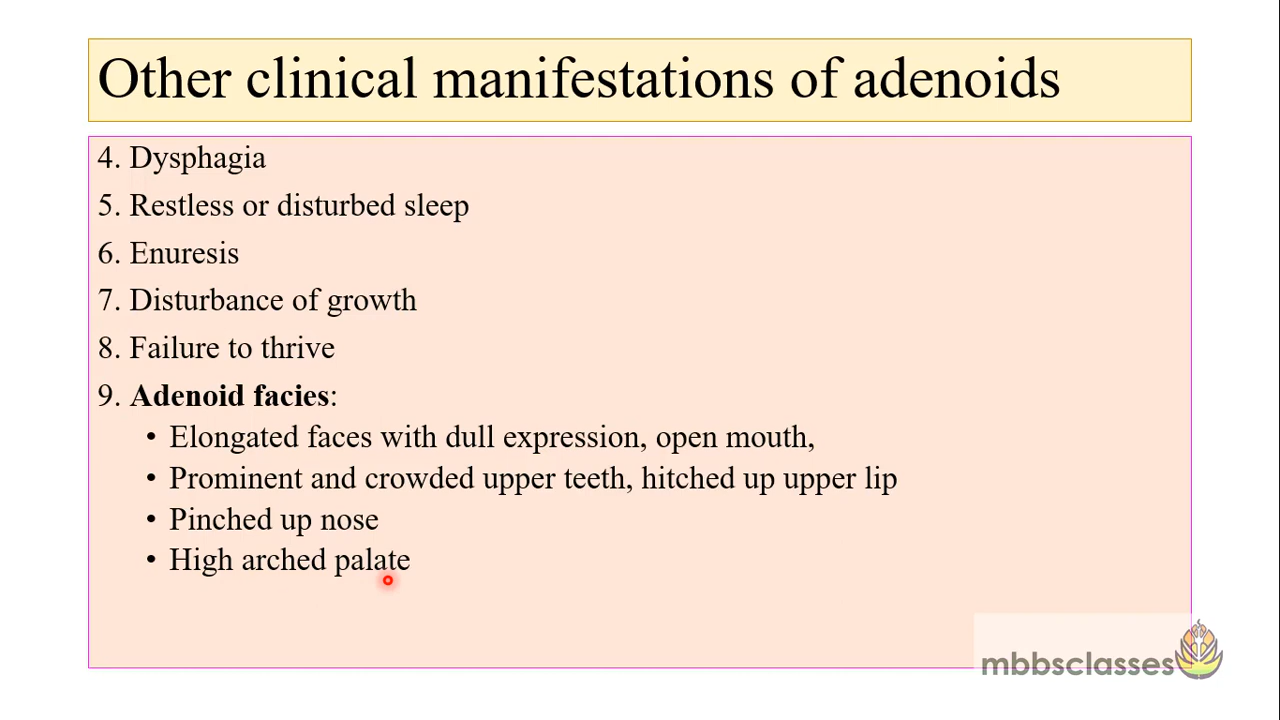 Other clinical manifestations of adenoids
4. Dysphagia
5. Restless or disturbed sleep
6. Enuresis
7. Disturbance of growth
8. Failure to thrive
9. Adenoid facies:
• Elongated faces with dull expression, open mouth,
• Prominent and crowded upper teeth, hitched up upper lip
• Pinched up nose
• High arched palate
mbbsclasses